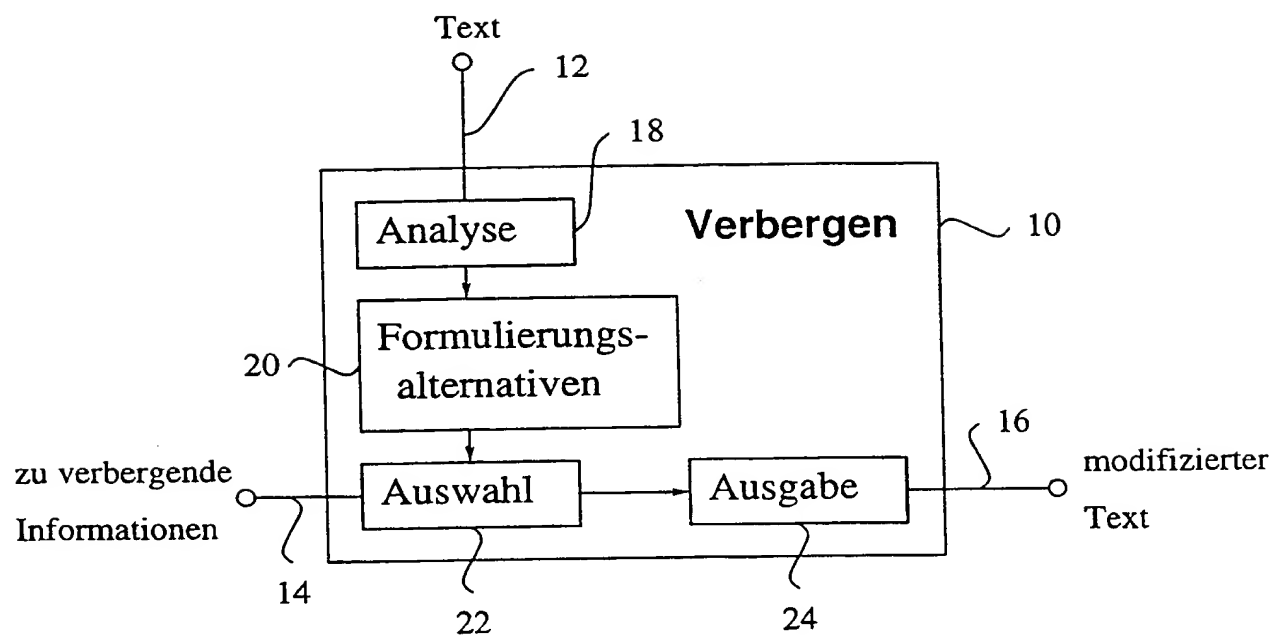 Text
12
18
Analyse
Verbergen
10
Formulierungs-
alternativen
20
16
zu verbergende
Informationen
Auswahl
Ausgabe
modifizierter
Text
14
22
24